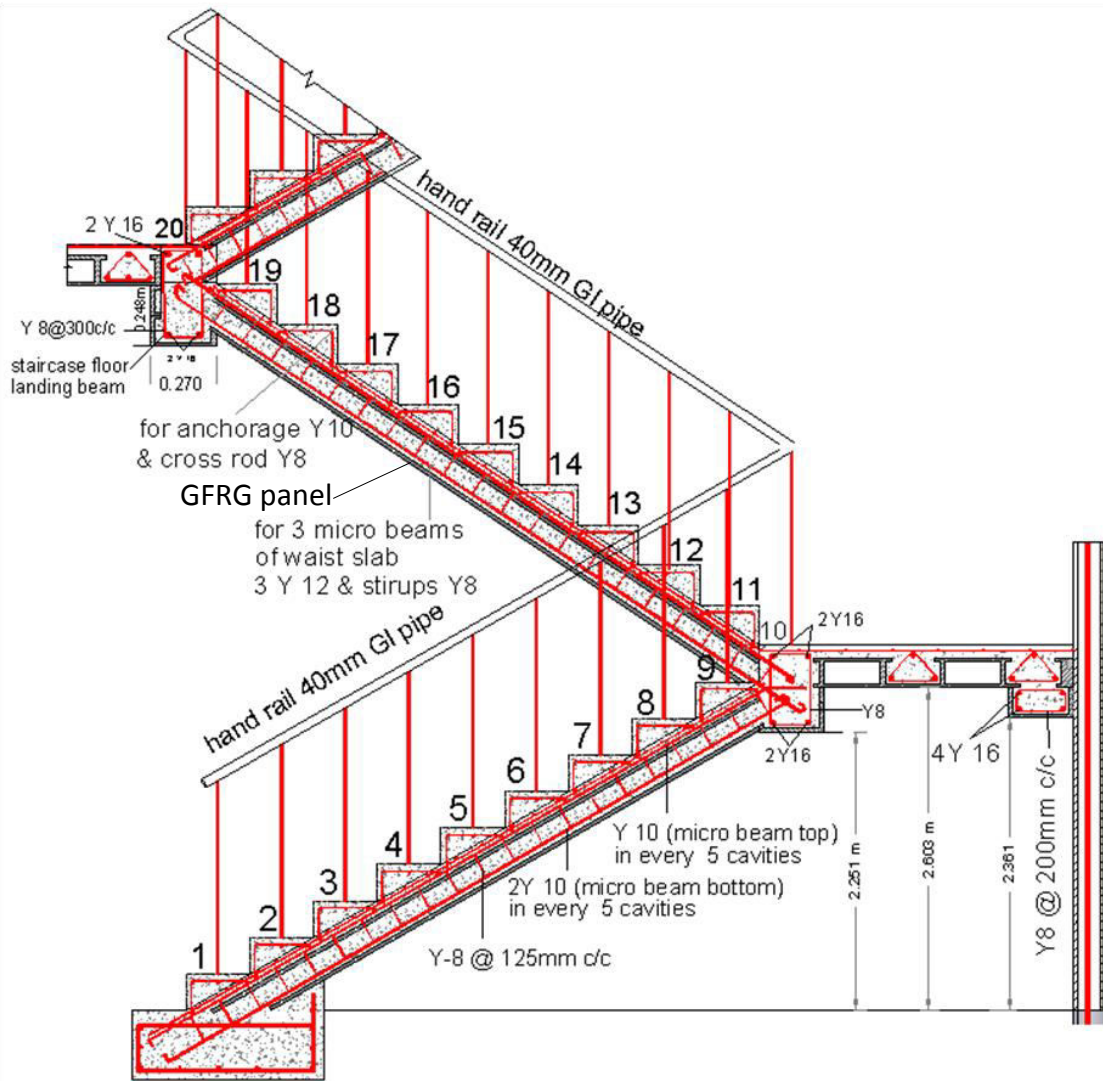 hand rail 40mm GI pipe
2 Y 16
20
19
0.248m
18
Y 8@300c/c
2 Y 16
staircase floor
landing beam
0.270
17
16
for anchorage Y10
& cross rod Y8
15
GFRG panel
14
for 3 micro beams
of waist slab
3 Y 12 & stirups Y8
13
12
11
hand rail 40mm GI pipe
10
2Y16
9
8
Y8
2Y16
4Y 16
7
6
5
Y 10 (micro beam top)
in every 5 cavities
4
2Y 10 (micro beam bottom)
in every 5 cavities
3
2
Y-8 @ 125mm c/c
1
2.251 m
2.603 m
2.361
Y8 @ 200mm c/c